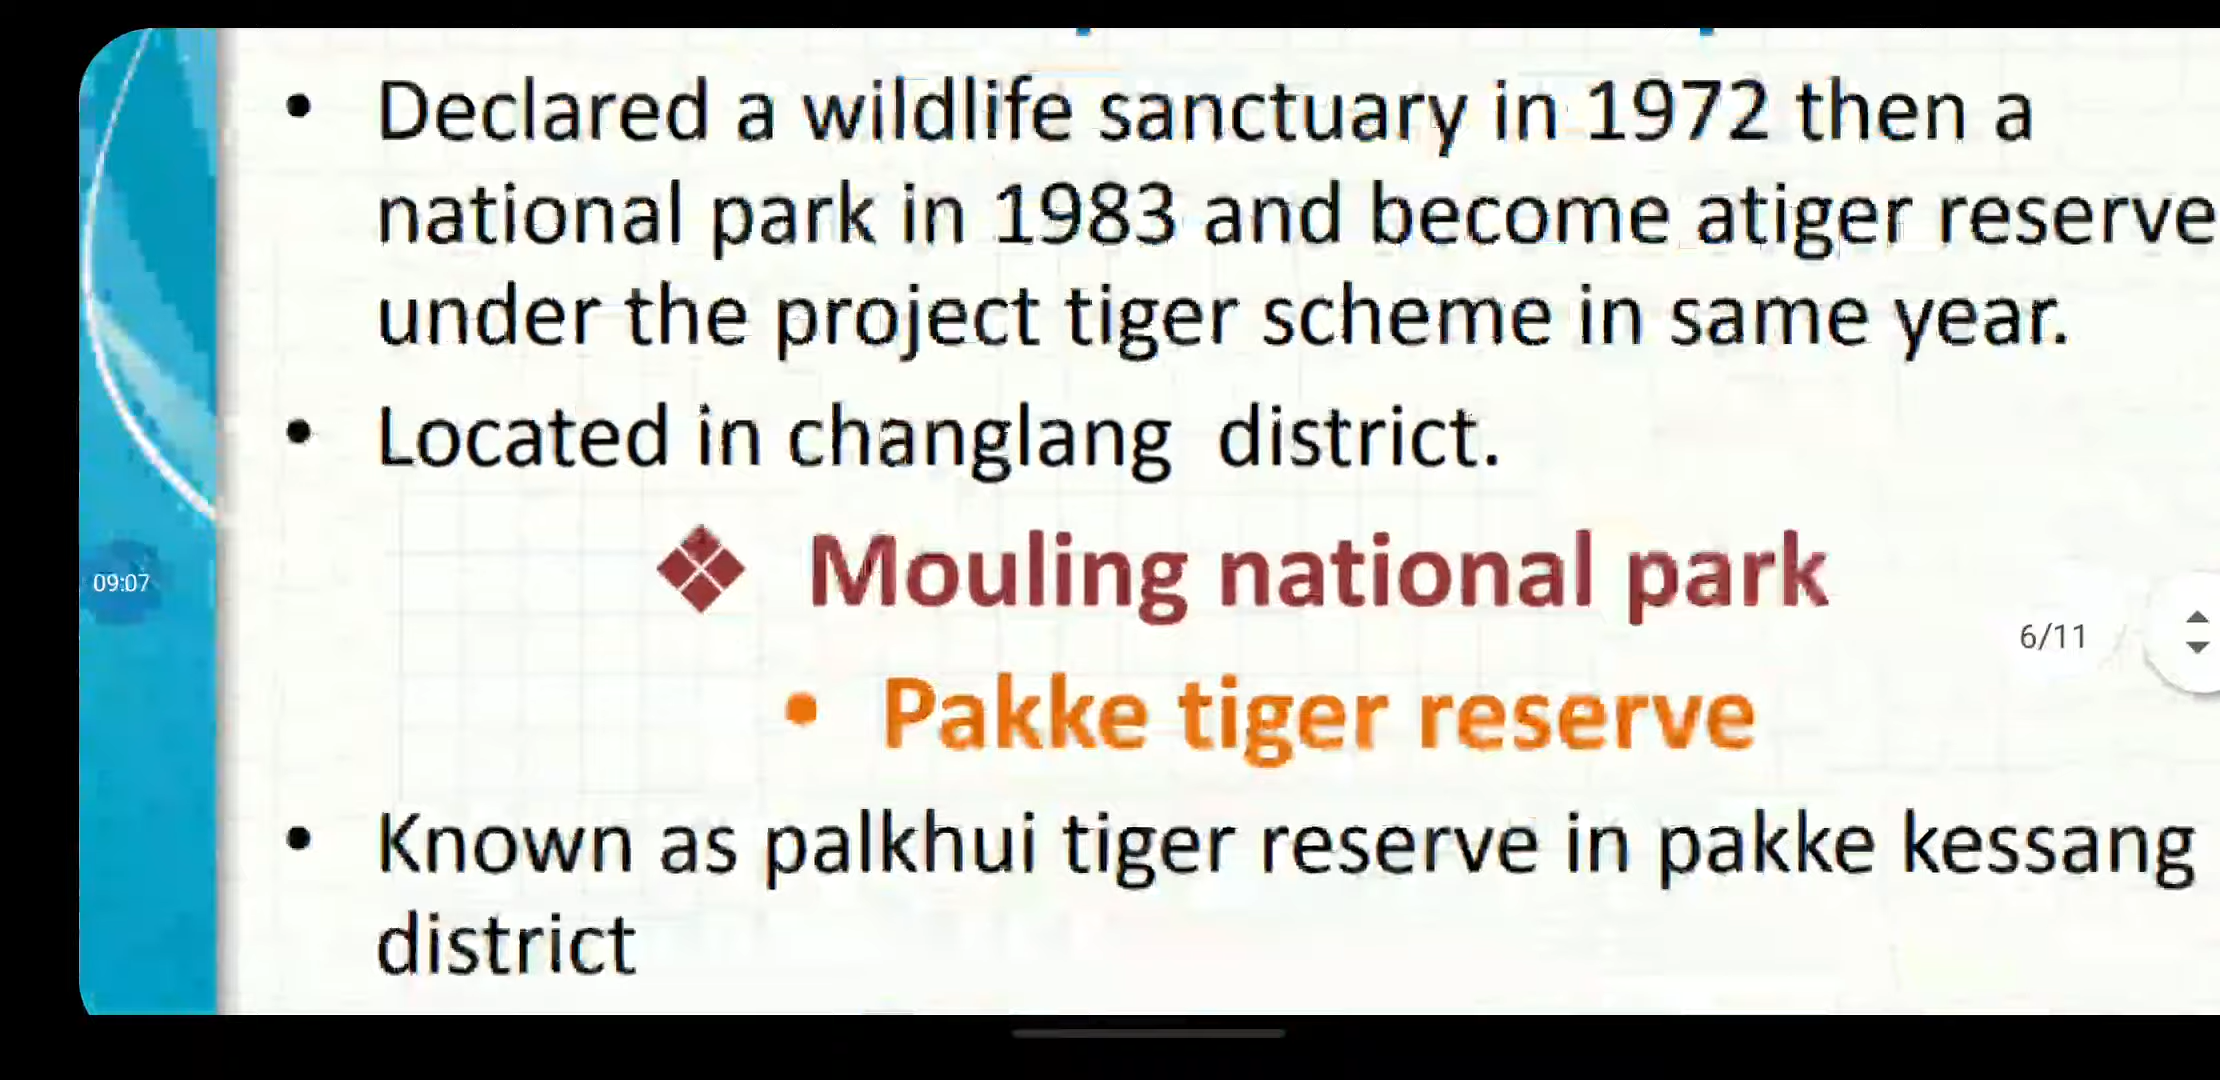 • Declared a wildlife sanctuary in 1972 then a
national park in 1983 and become atiger reserve
under the project tiger scheme in same year.
• Located in changlang district.
❖ Mouling national park
• Pakke tiger reserve
• Known as palkhui tiger reserve in pakke kessang
district
09:07
6/11